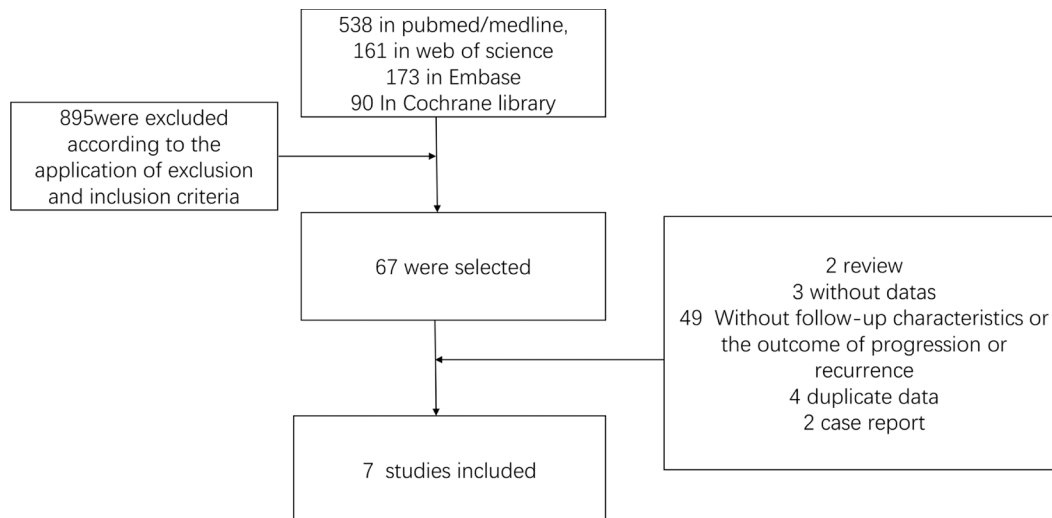 538 in pubmed/medline,
161 in web of science
173 in Embase
90 In Cochrane library
895were excluded
according to the
application of exclusion
and inclusion criteria
67 were selected
2 review
3 without datas
49 Without follow-up characteristics or
the outcome of progression or
recurrence
4 duplicate data
2 case report
7 studies included